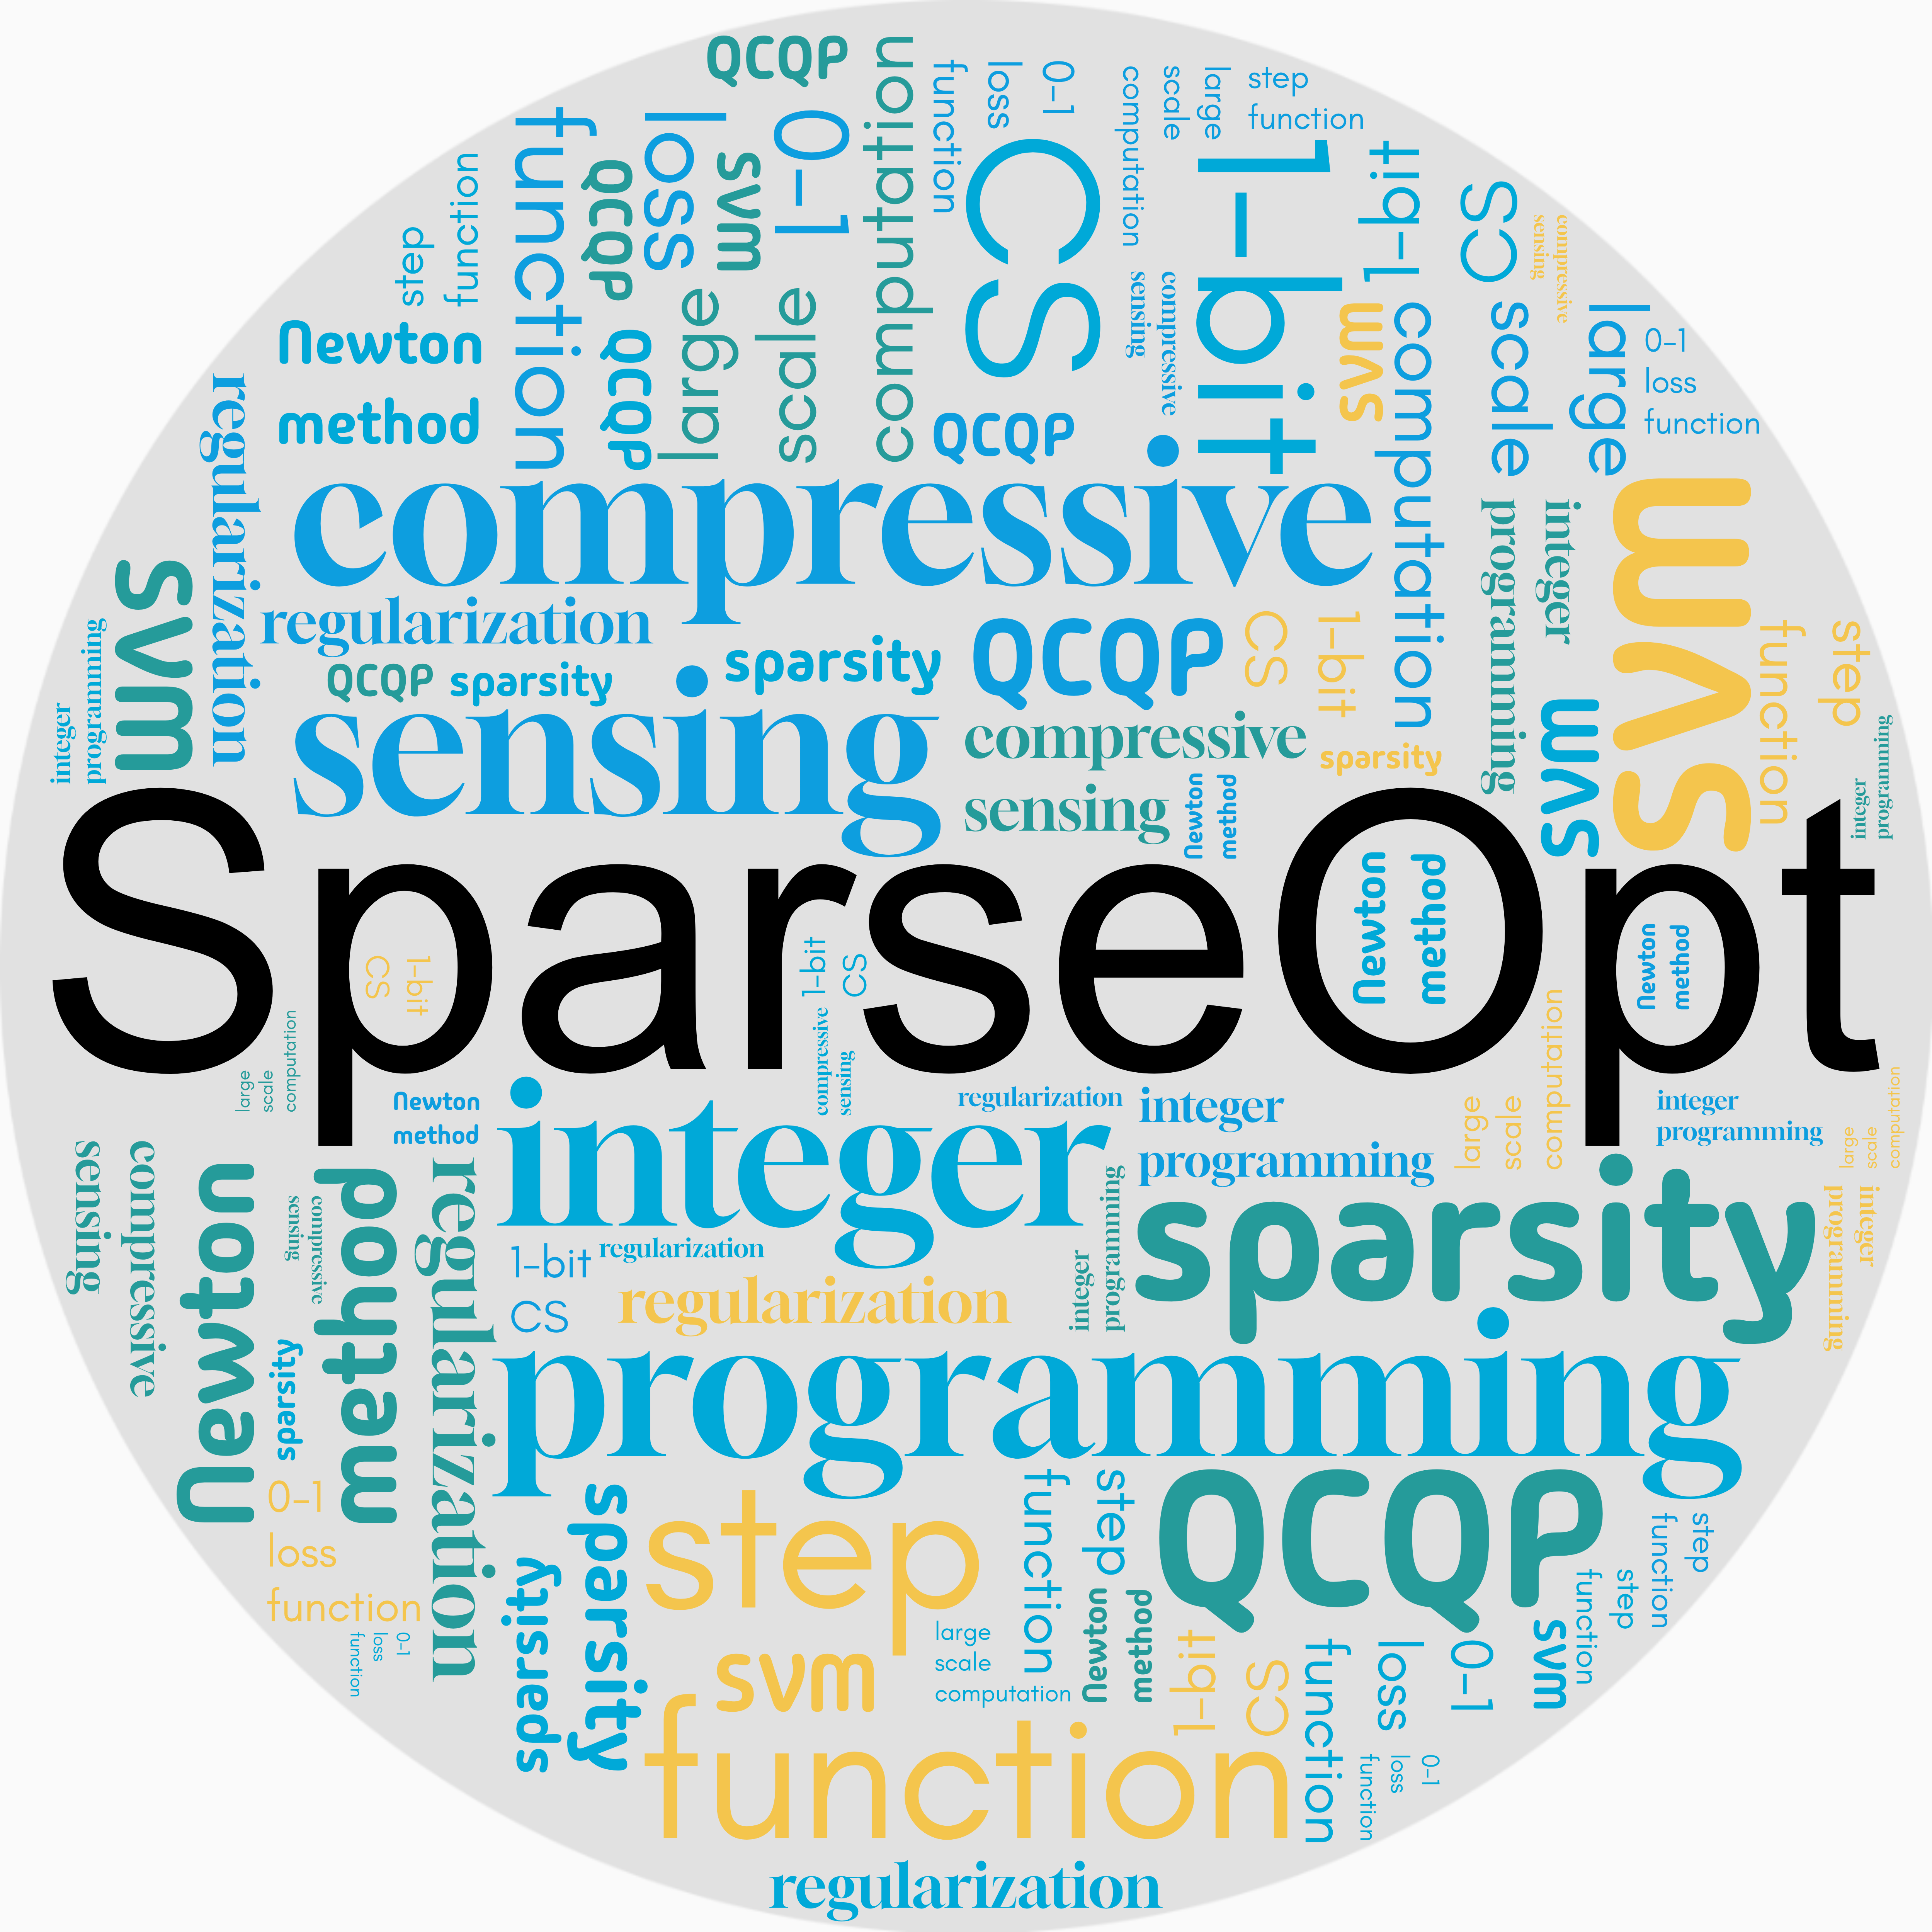 QCQP
computation
function
loss
0-1
computation
scale
large
step
function
function
QCQP
loss
svm
0-1
CS
1-bit
1-bit
CS
compressive
sensing
step
function
Newton
method
QCQP
large
scale
QCQP
compressive
sensing
svm
computation
scale
large
0-1
loss
function
regularization
compressive
svm
integer
programming
regularization
QCQP
sparsity
sparsity
QCQP
CS
1-bit
programming
integer
svm
svm
function
step
integer
programming
sensing
compressive
sensing
sparsity
Newton
method
SparseOpt
CS
1-bit
1-bit
CS
compressive
sensing
Newton
method
Newton
method
large
scale
computation
Newton
method
integer
regularization
integer
programming
large
scale
computation
integer
programming
large
scale
computation
sensing
compressive
Newton
method
sensing
compressive
sparsity
regularization
1-bit
CS
regularization
regularization
integer
programming
sparsity
programming
integer
programming
0-1
loss
function
function
loss
0-1
sparsity
sparsity
step
function
step
QCQP
function
step
function
step
large
scale
computation
Newton
method
svm
1-bit
CS
function
loss
0-1
svm
function
function
loss
0-1
regularization